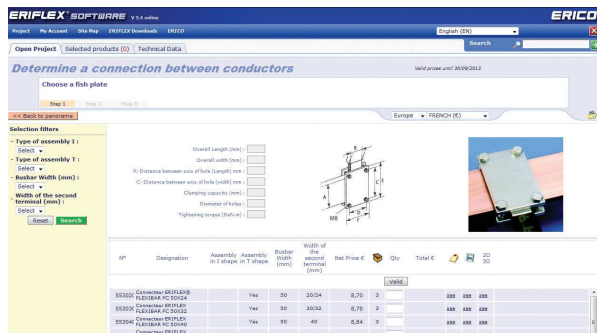 ERIFLEX® SOFTWARE V 3.4 online
ERICO
Project My Account Site Map ERIFLEX Downloads ERICO
English (EN)
Open Project Selected products (0) Technical Data
Search
Determine a connection between conductors
Valid prices until 30/09/2013
Choose a fish plate
Step 1 Step 2 Step 3
<< Back to panorama
Europe FRENCH (€)
Selection filters
- Type of assembly I :
Select
- Type of assembly T :
Select
- Busbar Width (mm) :
Select
- Width of the second terminal (mm) :
Select
Reset Search
Overall Length (mm) :
Overall width (mm) :
F: Distance between axis of hole (Length) mm :
C: Distance between axis of hole (width) mm :
Clamping capacity (mm) :
Diameter of holes :
Tightening torque (DaN.m) :
B
A
C
E
D
F
M8
N° Designation Assembly in I shape Assembly in T shape Busbar Width (mm) Width of the second terminal (mm) Net Price € Qty Total € 2D 3D
Valid
Connecteur ERIFLEX® FLEXIBAR FC 50X24 Yes 50 20/24 8,70 3
Connecteur ERIFLEX FLEXIBAR FC 50X32 Yes 50 20/32 8,78 3
Connecteur ERIFLEX FLEXIBAR FC 50X40 Yes 50 40 8,84 3
Connecteur ERIFLEX